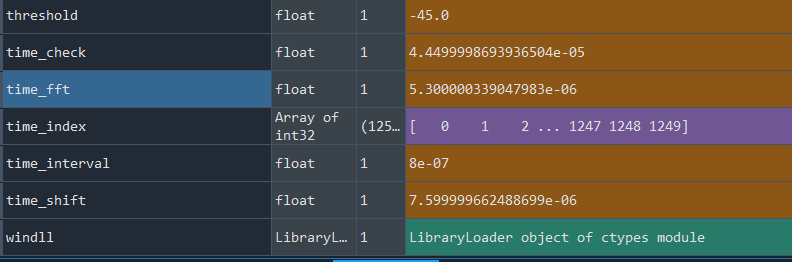 threshold float 1 -45.0
time_check float 1 4.4499998693936504e-05
time_fft float 1 5.300000339047983e-06
time_index Array of int32 (125… [ 0 1 2 ... 1247 1248 1249]
time_interval float 1 8e-07
time_shift float 1 7.599999662488699e-06
windll LibraryL… 1 LibraryLoader object of ctypes module